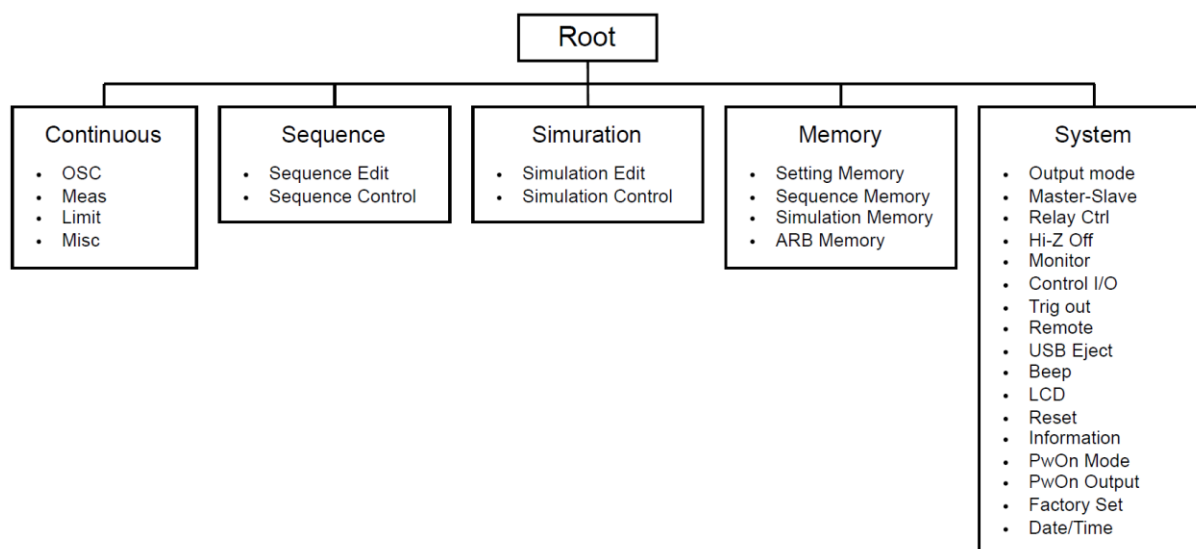 Root
Continuous
• OSC
• Meas
• Limit
• Misc
Sequence
• Sequence Edit
• Sequence Control
Simuration
• Simulation Edit
• Simulation Control
Memory
• Setting Memory
• Sequence Memory
• Simulation Memory
• ARB Memory
System
• Output mode
• Master-Slave
• Relay Ctrl
• Hi-Z Off
• Monitor
• Control I/O
• Trig out
• Remote
• USB Eject
• Beep
• LCD
• Reset
• Information
• PwOn Mode
• PwOn Output
• Factory Set
• Date/Time